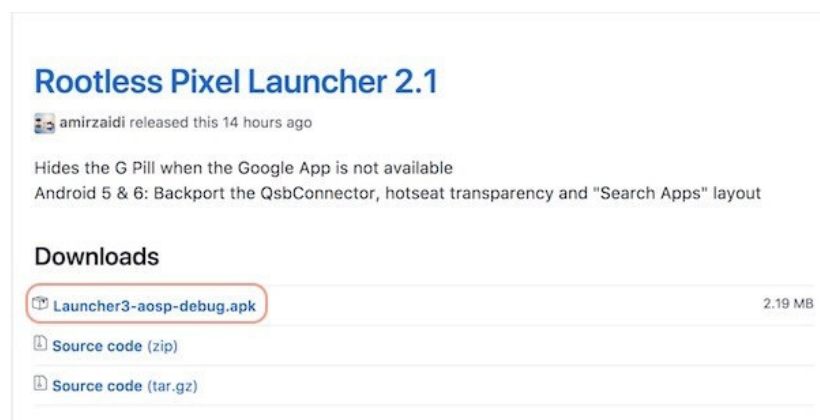 Rootless Pixel Launcher 2.1
amirzaidi released this 14 hours ago
Hides the G Pill when the Google App is not available
Android 5 & 6: Backport the QsbConnector, hotseat transparency and "Search Apps" layout
Downloads
Launcher3-aosp-debug.apk 2.19 MB
Source code (zip)
Source code (tar.gz)